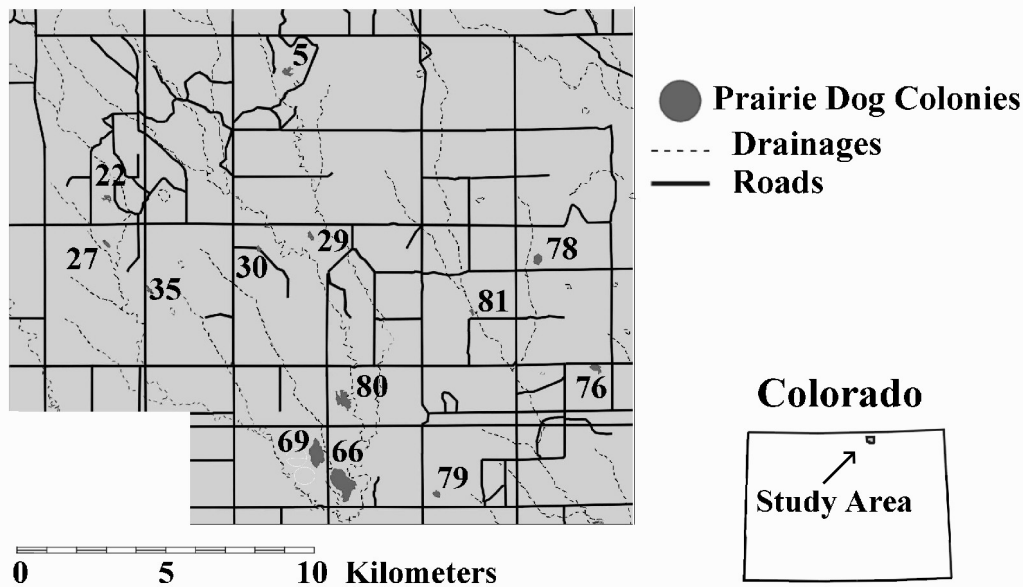 5
Prairie Dog Colonies
Drainages
Roads
22
29
78
27
30
35
81
80
76
69
66
79
Colorado
Study Area
0 5 10 Kilometers